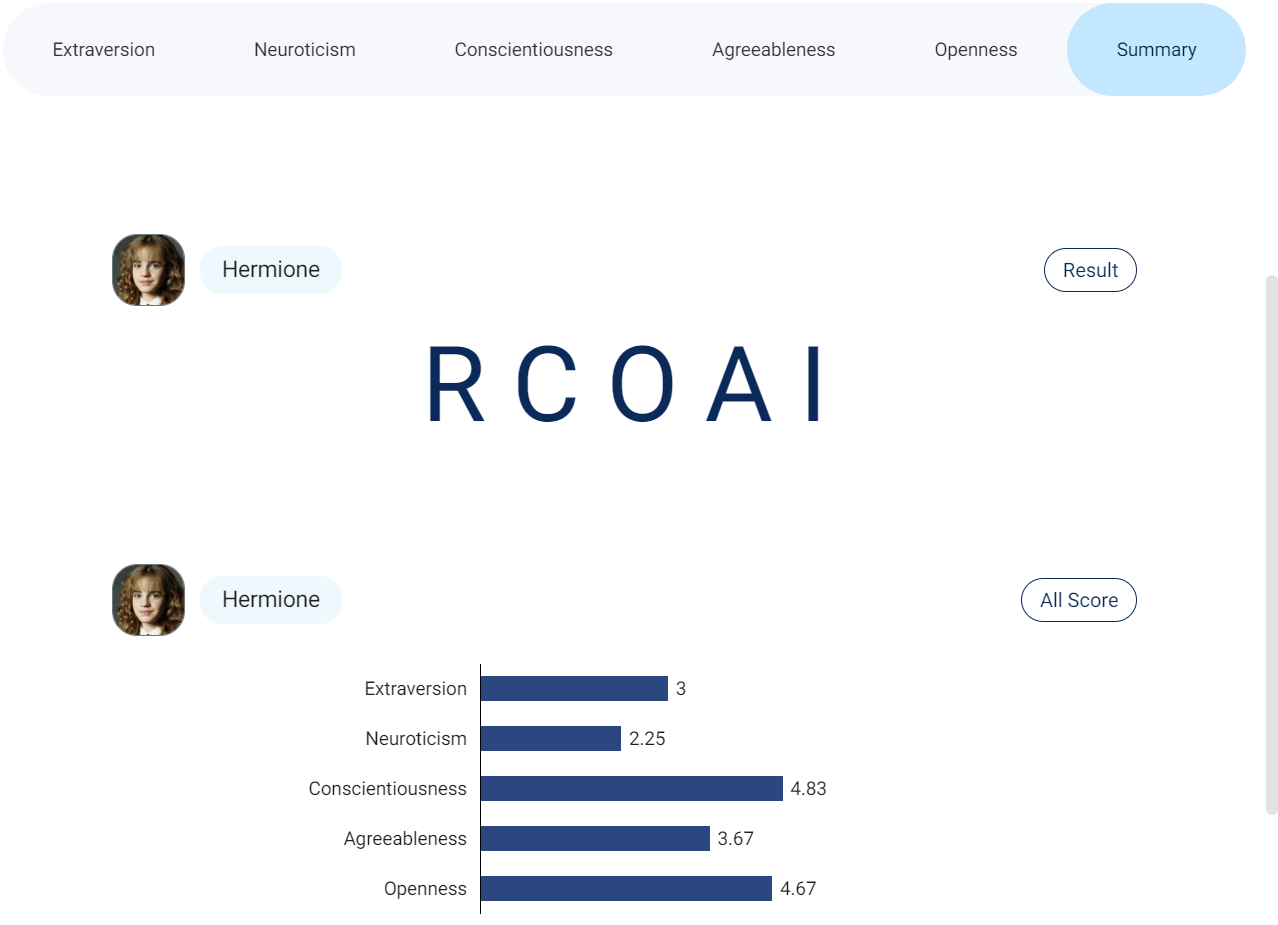 Extraversion Neuroticism Conscientiousness Agreeableness Openness Summary
Hermione Result
R C O A I
Hermione All Score
Extraversion 3
Neuroticism 2.25
Conscientiousness 4.83
Agreeableness 3.67
Openness 4.67